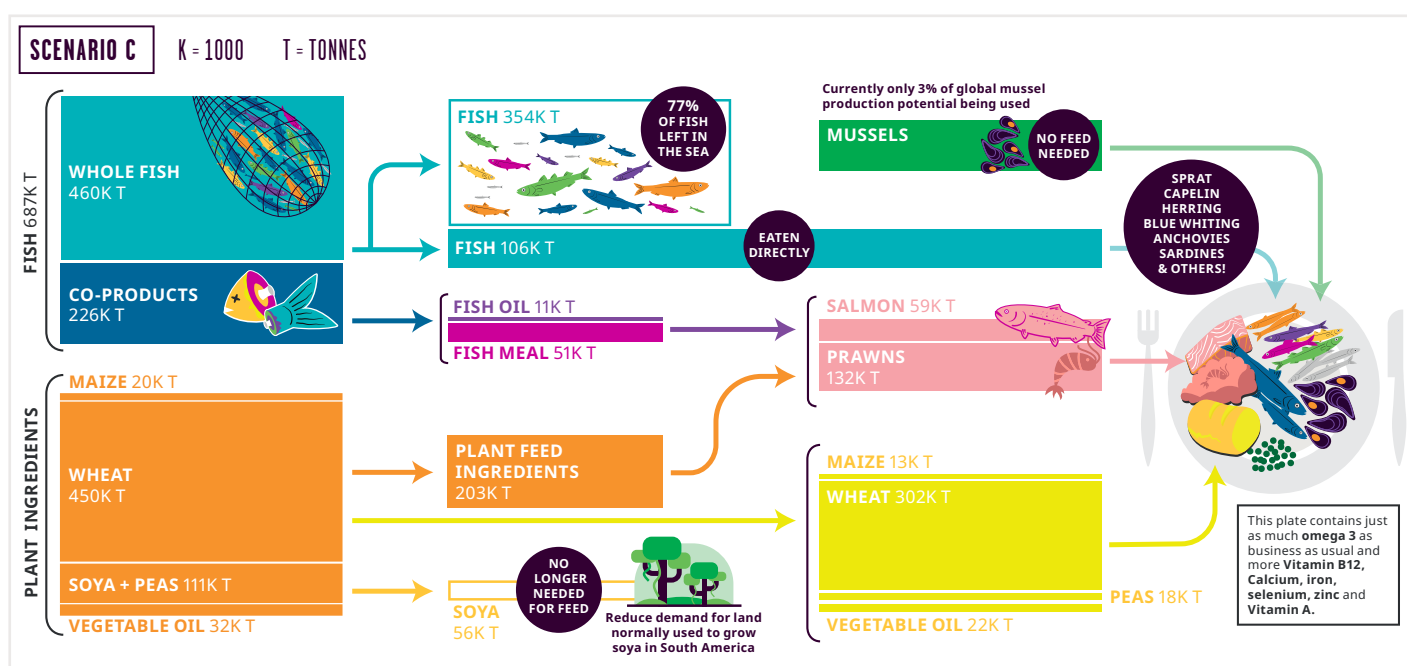 SCENARIO C
K = 1000
T = TONNES
FISH 687K T
WHOLE FISH
460K T
CO-PRODUCTS
226K T
FISH 354K T
77%
OF FISH
LEFT IN
THE SEA
FISH 106K T
EATEN
DIRECTLY
FISH OIL 11K T
FISH MEAL 51K T
Currently only 3% of global mussel
production potential being used
MUSSELS
NO FEED
NEEDED
SPRAT
CAPELIN
HERRING
BLUE WHITING
ANCHOVIES
SARDINES
& OTHERS!
SALMON 59K T
PRAWNS
132K T
PLANT INGREDIENTS
MAIZE 20K T
WHEAT
450K T
SOYA + PEAS 111K T
VEGETABLE OIL 32K T
PLANT FEED
INGREDIENTS
203K T
NO
LONGER
NEEDED
FOR FEED
SOYA
56K T
Reduce demand for land
normally used to grow
soya in South America
MAIZE 13K T
WHEAT 302K T
PEAS 18K T
VEGETABLE OIL 22K T
This plate contains just
as much omega 3 as
business as usual and
more Vitamin B12,
Calcium, iron,
selenium, zinc and
Vitamin A.